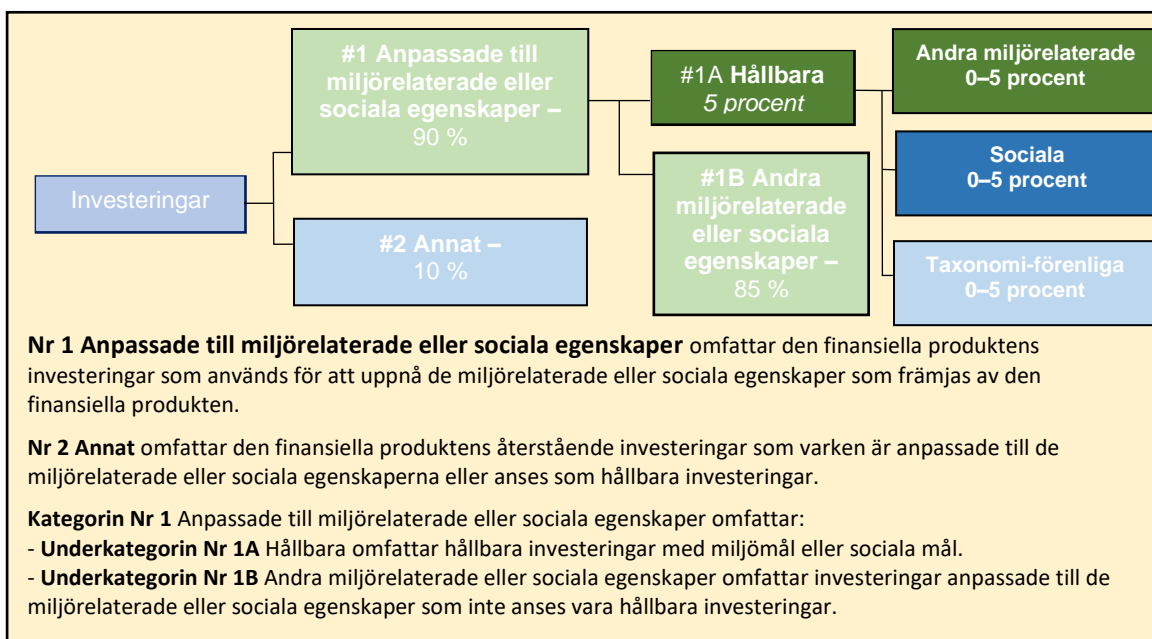 Investeringar
#1 Anpassade till
miljörelaterade eller
sociala egenskaper –
90 %
#2 Annat –
10 %
#1A Hållbara
5 procent
#1B Andra
miljörelaterade
eller sociala
egenskaper –
85 %
Andra miljörelaterade
0–5 procent
Sociala
0–5 procent
Taxonomi-förenliga
0–5 procent
Nr 1 Anpassade till miljörelaterade eller sociala egenskaper omfattar den finansiella produktens
investeringar som används för att uppnå de miljörelaterade eller sociala egenskaper som främjas av den
finansiella produkten.
Nr 2 Annat omfattar den finansiella produktens återstående investeringar som varken är anpassade till de
miljörelaterade eller sociala egenskaperna eller anses som hållbara investeringar.
Kategorin Nr 1 Anpassade till miljörelaterade eller sociala egenskaper omfattar:
- Underkategorin Nr 1A Hållbara omfattar hållbara investeringar med miljömål eller sociala mål.
- Underkategorin Nr 1B Andra miljörelaterade eller sociala egenskaper omfattar investeringar anpassade till de
miljörelaterade eller sociala egenskaper som inte anses vara hållbara investeringar.